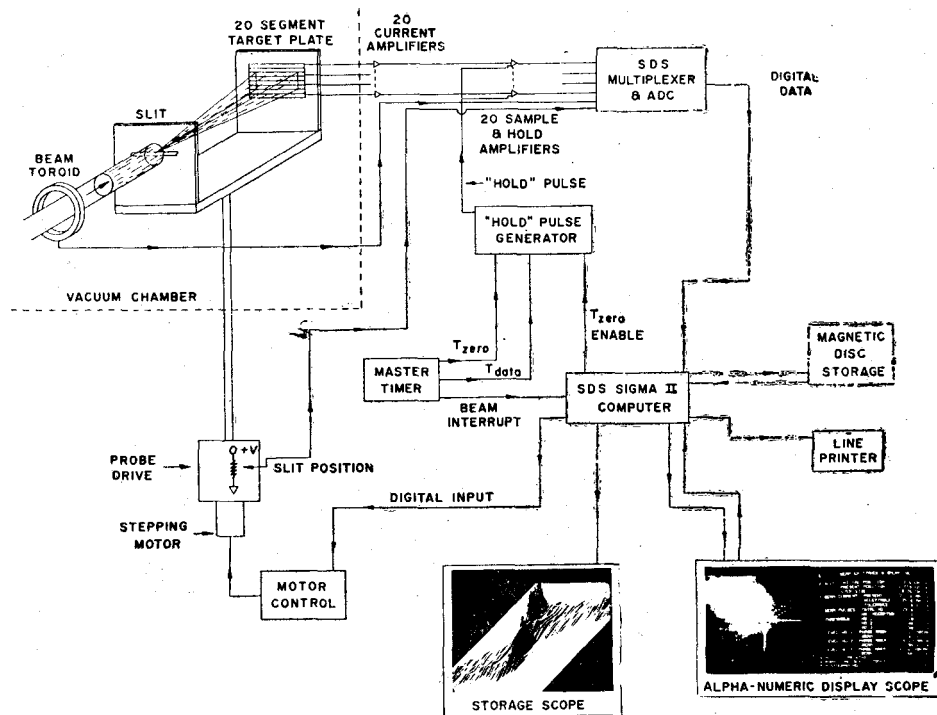 20 SEGMENT
TARGET PLATE
20
CURRENT
AMPLIFIERS
SDS
MULTIPLEXER
& ADC
DIGITAL
DATA
SLIT
BEAM
TOROID
20 SAMPLE
& HOLD
AMPLIFIERS
"HOLD" PULSE
"HOLD" PULSE
GENERATOR
VACUUM CHAMBER
Tzero
Tdata
Tzero
ENABLE
MASTER
TIMER
BEAM
INTERRUPT
SDS SIGMA II
COMPUTER
MAGNETIC
DISC
STORAGE
LINE
PRINTER
PROBE
DRIVE
+V
SLIT POSITION
STEPPING
MOTOR
DIGITAL INPUT
MOTOR
CONTROL
STORAGE SCOPE
ALPHA-NUMERIC DISPLAY SCOPE